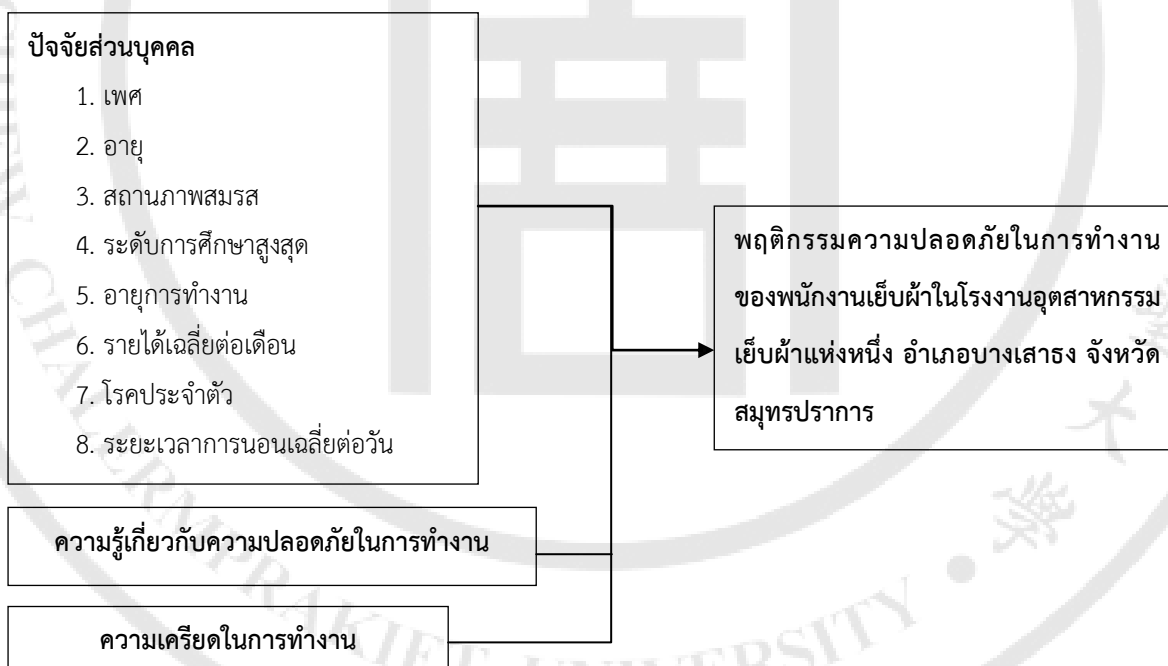 ปัจจัยส่วนบุคคล
1. เพศ
2. อายุ
3. สถานภาพสมรส
4. ระดับการศึกษาสูงสุด
5. อายุการทำงาน
6. รายได้เฉลี่ยต่อเดือน
7. โรคประจำตัว
8. ระยะเวลาการนอนเฉลี่ยต่อวัน
ความรู้เกี่ยวกับความปลอดภัยในการทำงาน
ความเครียดในการทำงาน
พฤติกรรมความปลอดภัยในการทำงาน
ของพนักงานเย็บผ้าในโรงงานอุตสาหกรรม
เย็บผ้าแห่งหนึ่ง อำเภอบางเสาธง จังหวัด
สมุทรปราการ
UNIVERSITY
大